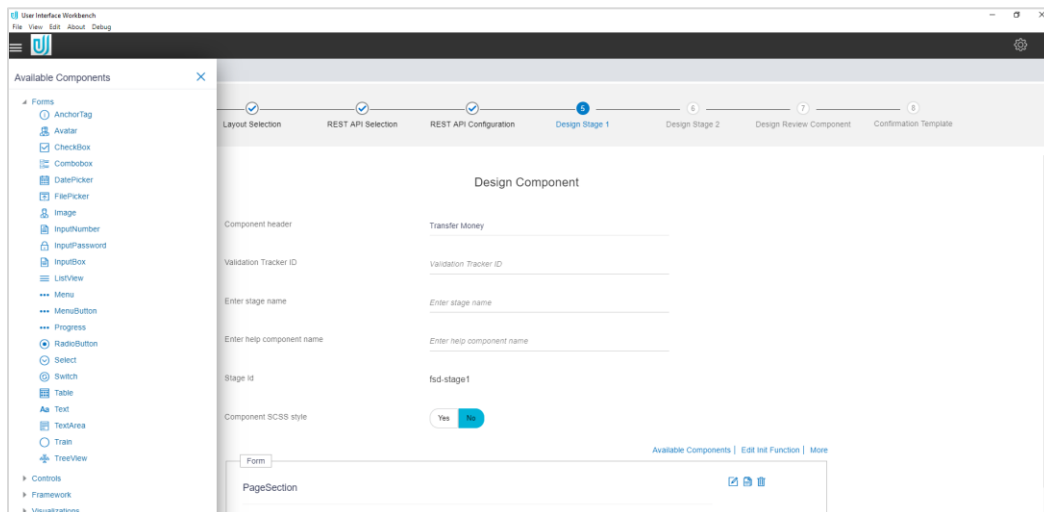 User Interface Workbench
File View Edit About Debug
Available Components
Forms
AnchorTag
Avatar
CheckBox
Combobox
DatePicker
FilePicker
Image
InputNumber
InputPassword
InputBox
ListView
Menu
MenuButton
Progress
RadioButton
Select
Switch
Table
Aa Text
TextArea
Train
TreeView
Controls
Framework
Visualizations
5 6 7 8
Layout Selection REST API Selection REST API Configuration Design Stage 1 Design Stage 2 Design Review Component Confirmation Template
Design Component
Component header Transfer Money
Validation Tracker ID Validation Tracker ID
Enter stage name Enter stage name
Enter help component name Enter help component name
Stage Id fsd-stage1
Component SCSS style Yes No
Available Components | Edit Init Function | More
Form
PageSection